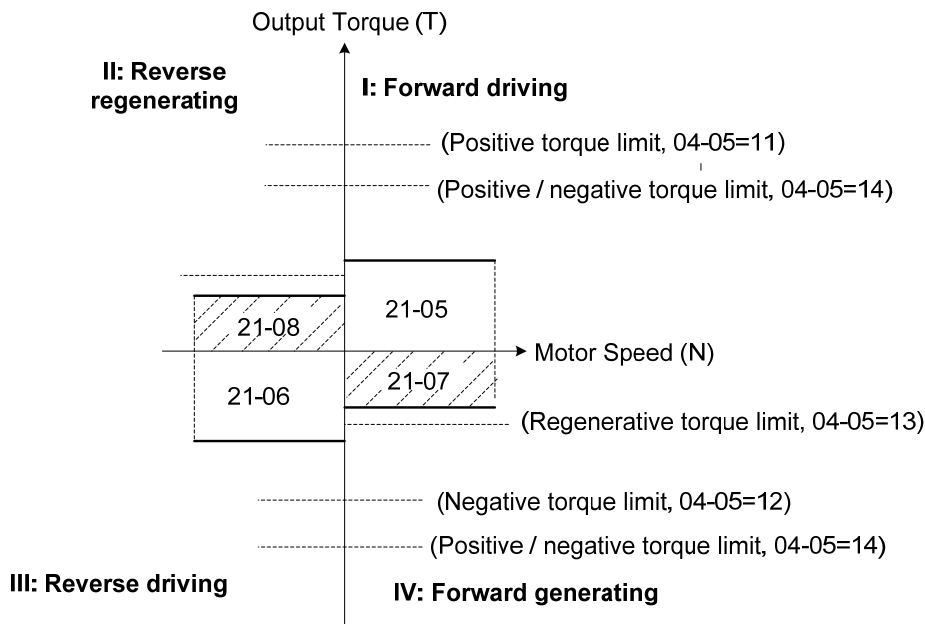 Output Torque (T)
II: Reverse
regenerating
I: Forward driving
(Positive torque limit, 04-05=11)
(Positive / negative torque limit, 04-05=14)
21-05
21-08
Motor Speed (N)
21-07
21-06
(Regenerative torque limit, 04-05=13)
(Negative torque limit, 04-05=12)
(Positive / negative torque limit, 04-05=14)
III: Reverse driving
IV: Forward generating